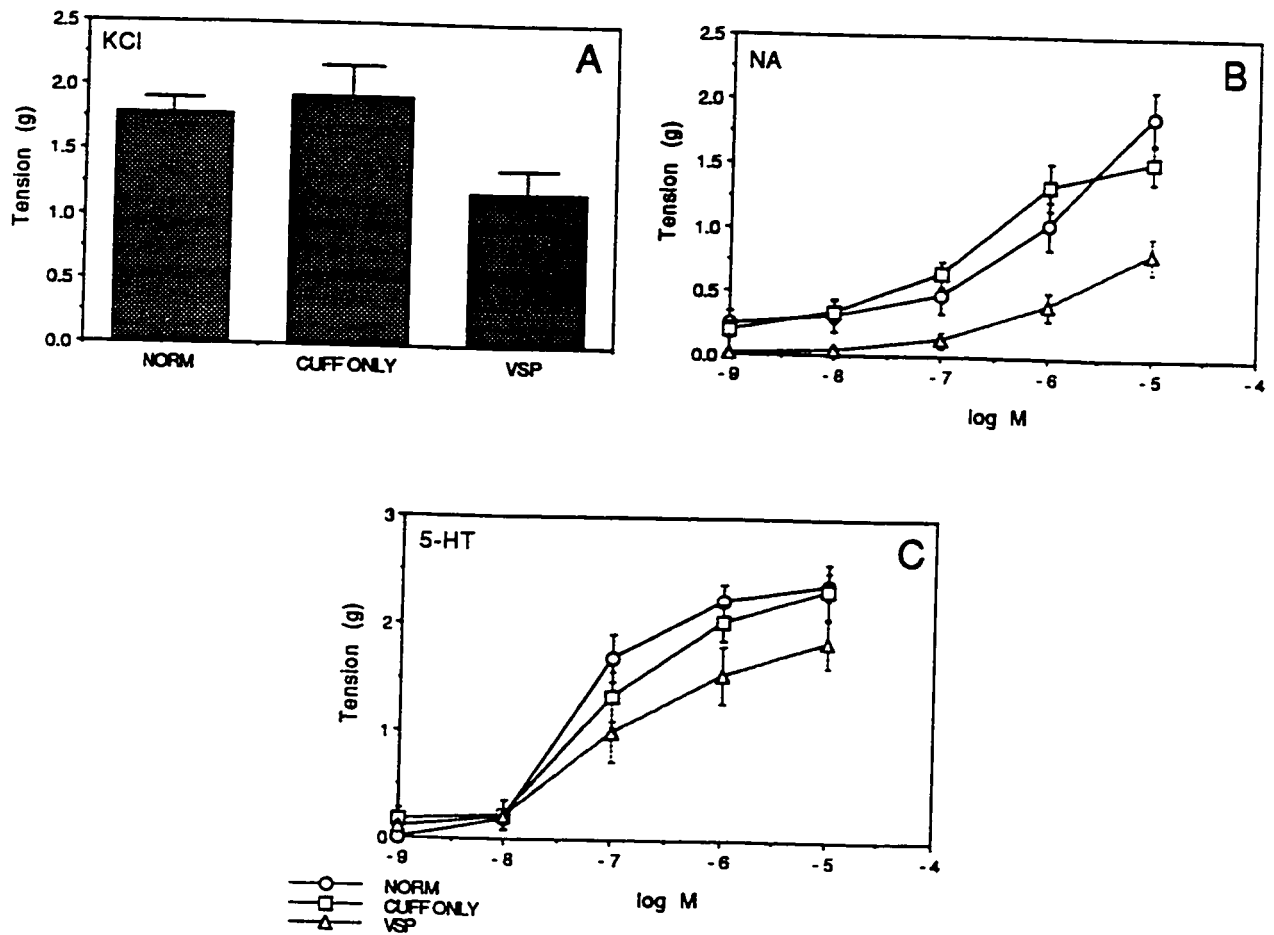 KCl
A
2.5
2.0
1.5
1.0
0.5
0.0
Tension (g)
NORM
CUFF ONLY
VSP
NA
B
2.5
2.0
1.5
1.0
0.5
0.0
Tension (g)
-9
-8
-7
-6
-5
-4
log M
5-HT
C
3
2
1
0
Tension (g)
-9
-8
-7
-6
-5
-4
log M
NORM
CUFF ONLY
VSP